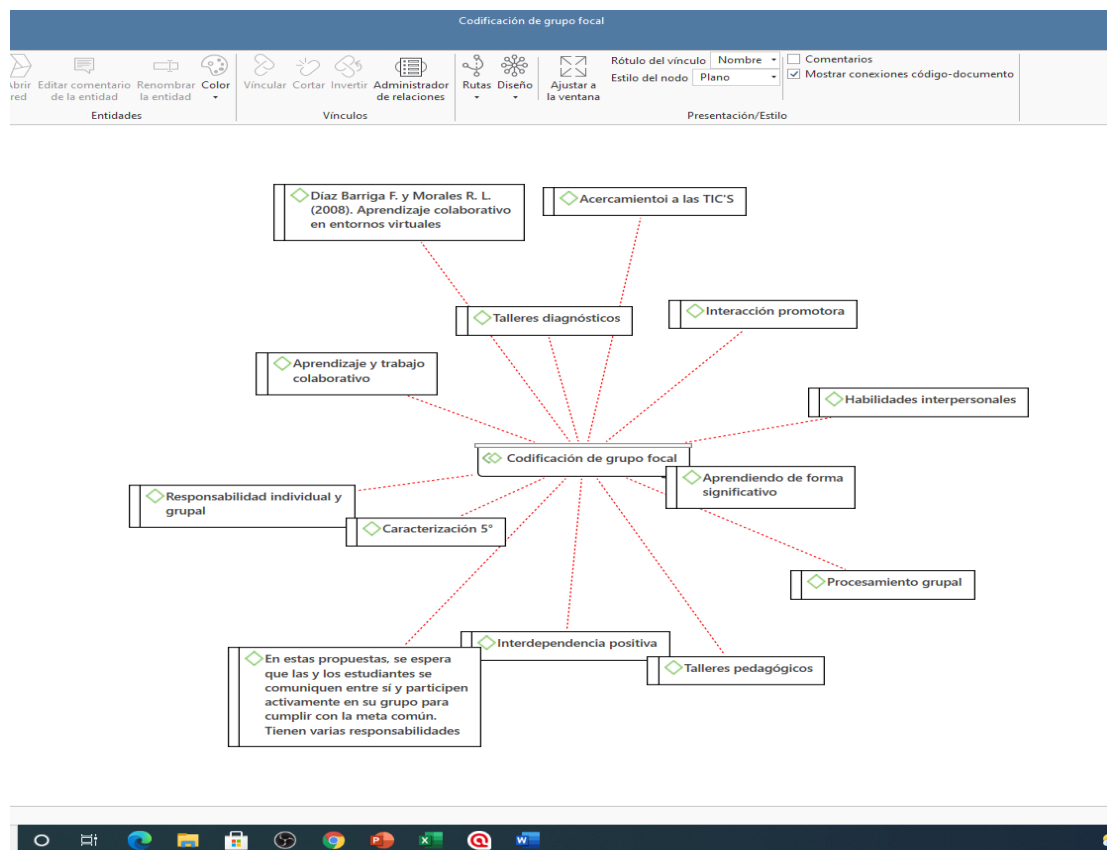 Codificación de grupo focal
Abrir Editar comentario Renombrar Color Víncular Cortar Invertir Administrador Rutas Diseño Ajustar a
red de la entidad la entidad de relaciones la ventana
Rótulo del vínculo Nombre Comentarios
Estilo del nodo Plano Mostrar conexiones código-documento
Entidades Vínculos Presentación/Estilo
Díaz Barriga F. y Morales R. L.
(2008). Aprendizaje colaborativo
en entornos virtuales
Acercamientoi a las TIC'S
Talleres diagnósticos
Interacción promotora
Aprendizaje y trabajo
colaborativo
Habilidades interpersonales
Codificación de grupo focal
Aprendiendo de forma
significativo
Responsabilidad individual y
grupal
Caracterización 5°
Procesamiento grupal
Interdependencia positiva
En estas propuestas, se espera
que las y los estudiantes se
comuniquen entre sí y participen
activamente en su grupo para
cumplir con la meta común.
Tienen varias responsabilidades
Talleres pedagógicos